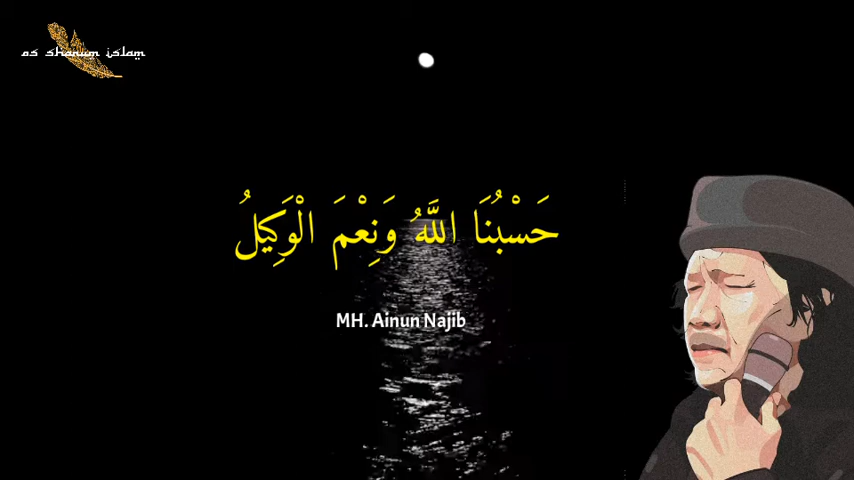 as shanum islam
حَسْبُنَا اللَّهُ وَنِعْمَ الْوَكِيلُ
MH. Ainun Najib